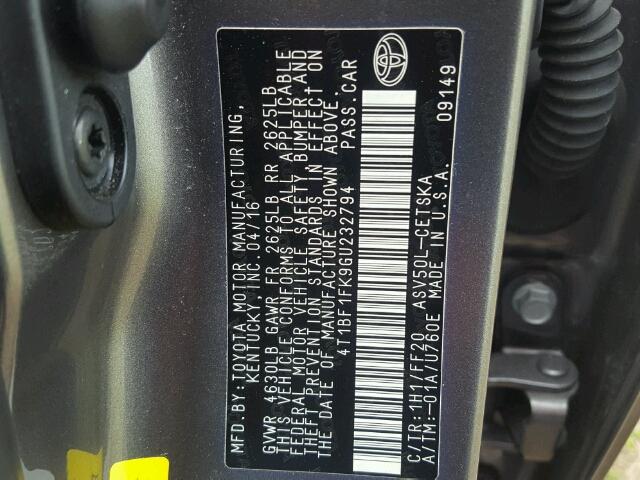 MFD. BY: TOYOTA MOTOR MANUFACTURING,
KENTUCKY, INC. 04/16
GVWR 4630LB GAWR FR 2625LB RR 2625LB
THIS VEHICLE CONFORMS TO ALL APPLICABLE
FEDERAL MOTOR VEHICLE SAFETY, BUMPER, AND
THEFT PREVENTION STANDARDS IN EFFECT ON
THE DATE OF MANUFACTURE SHOWN ABOVE.
4T1BF1FK9GU232794 PASS.CAR
C/TR:1H1/FF20 ASV50L-CETSKA
A/TM:-01A/U760E MADE IN U.S.A.
09149